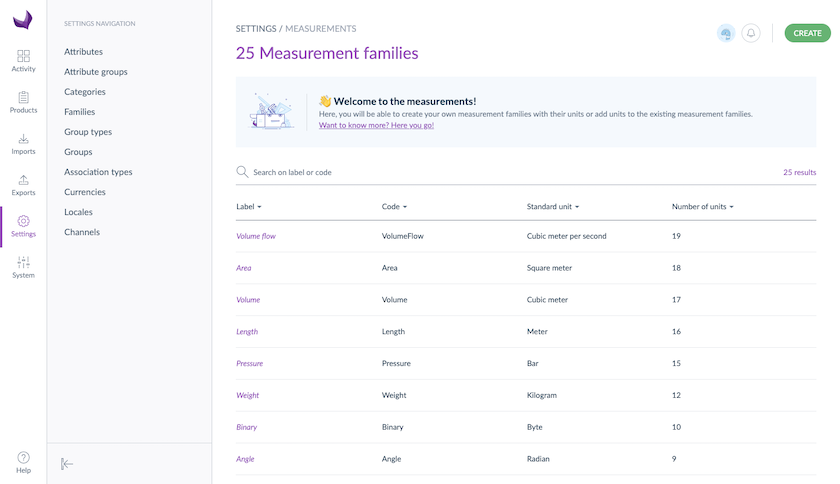 Activity
Products
Imports
Exports
Settings
System
Help
SETTINGS NAVIGATION
Attributes
Attribute groups
Categories
Families
Group types
Groups
Association types
Currencies
Locales
Channels
SETTINGS / MEASUREMENTS
CREATE
25 Measurement families
Welcome to the measurements!
Here, you will be able to create your own measurement families with their units or add units to the existing measurement families.
Want to know more? Here you go!
Search on label or code 25 results
Label Code Standard unit Number of units
Volume flow VolumeFlow Cubic meter per second 19
Area Area Square meter 18
Volume Volume Cubic meter 17
Length Length Meter 16
Pressure Pressure Bar 15
Weight Weight Kilogram 12
Binary Binary Byte 10
Angle Angle Radian 9